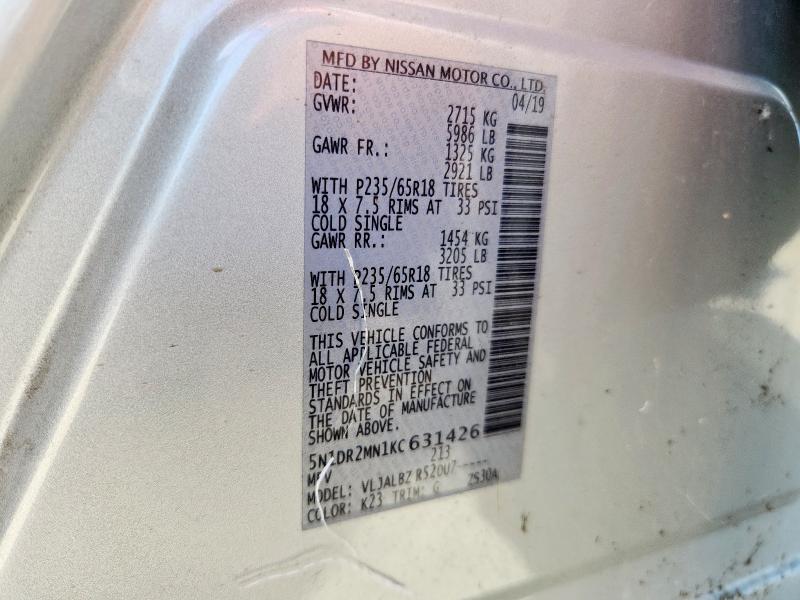 MFD BY NISSAN MOTOR CO., LTD.
DATE: 04/19
GVWR: 2715 KG
5986 LB
GAWR FR.: 1325 KG
2921 LB
WITH P235/65R18 TIRES
18 X 7.5 RIMS AT 33 PSI
COLD SINGLE
GAWR RR.: 1454 KG
3205 LB
WITH P235/65R18 TIRES
18 X 7.5 RIMS AT 33 PSI
COLD SINGLE
THIS VEHICLE CONFORMS TO
ALL APPLICABLE FEDERAL
MOTOR VEHICLE SAFETY AND
THEFT PREVENTION
STANDARDS IN EFFECT ON
THE DATE OF MANUFACTURE
SHOWN ABOVE.
5N1DR2MN1KC631426
MPV 213
MODEL: VLJALBZ R520U7-----
COLOR: K23 TRIM: G ZS30A